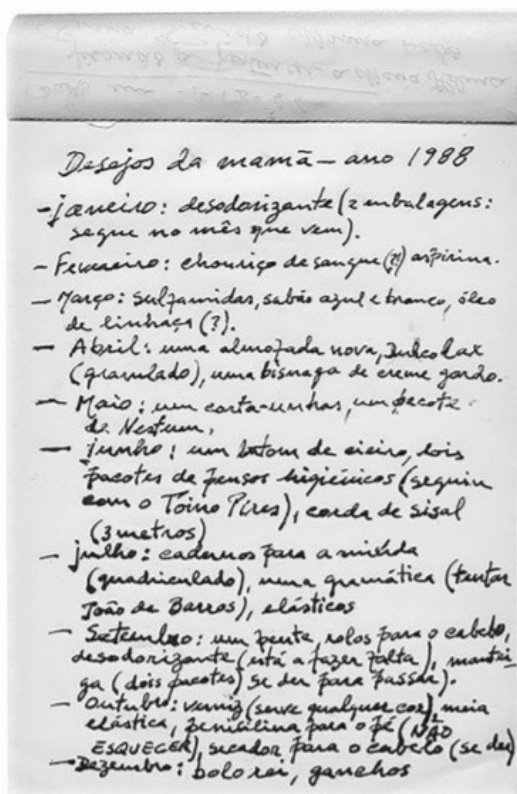 Desejos da mamã — ano 1988
- janeiro: desodorizante (2 embalagens:
segue no mês que vem).
- Fevereiro: chouriço de sangue (?!) aspirina.
- Março: sulfamidas, sabão azul e branco, óleo
de linhaça (?).
- Abril: uma almofada nova, Dulcolax
(granulado), uma bisnaga de creme gordo.
- Maio: um corta-unhas, um pacote
de Nestum.
- junho: um batom de cieiro, dois
pacotes de pensos higiénicos (seguiu
com o Toino Pires), corda de sisal
(3 metros)
- julho: cadernos para a miúda
(quadriculado), uma gramática (tentar
João de Barros), elásticos
- Setembro: um pente, rolos para o cabelo,
desodorizante (está a fazer falta), mantei-
ga (dois pacotes) se der para passar).
- Outubro: verniz (serve qualquer cor), meia
elástica, penicilina para o pé (NÃO
ESQUECER), secador para o cabelo (se der)
- Dezembro: bolo rei, ganchos